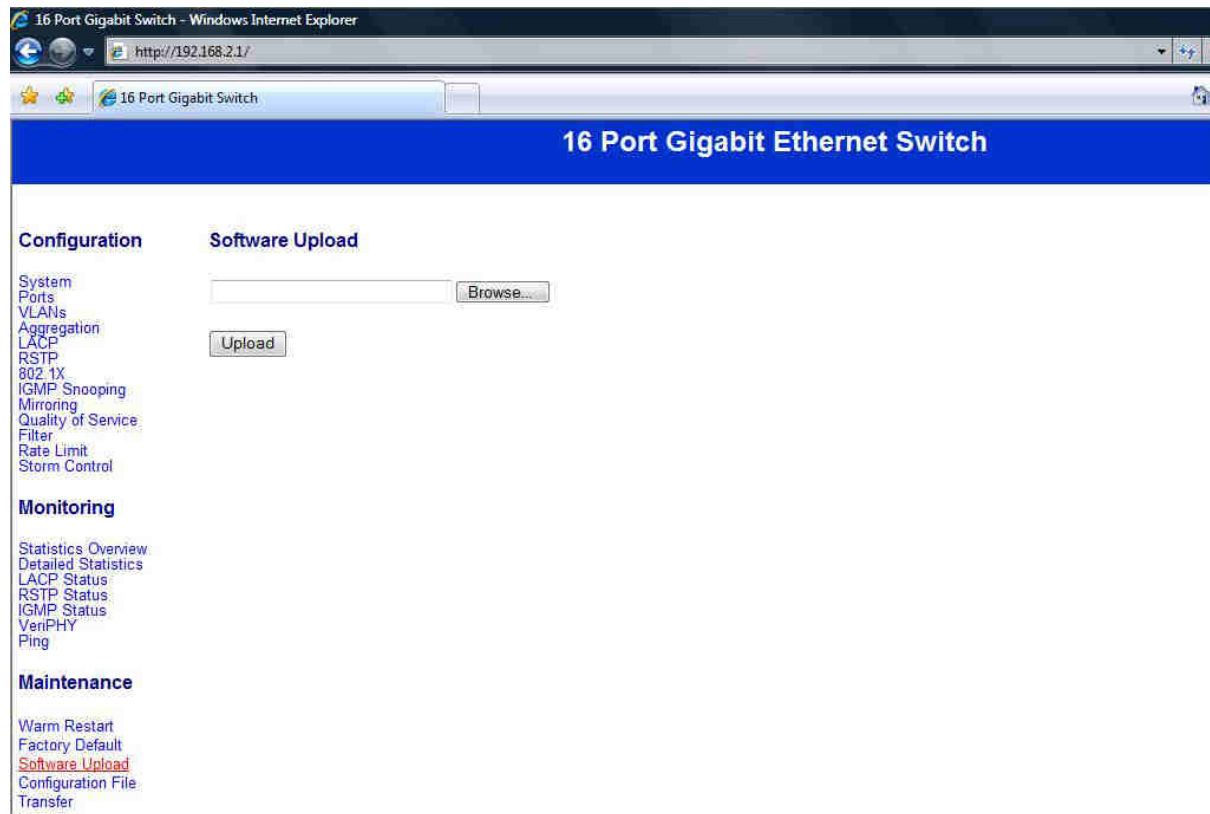 16 Port Gigabit Switch - Windows Internet Explorer
http://192.168.2.1/
16 Port Gigabit Switch
16 Port Gigabit Ethernet Switch
Configuration
System
Ports
VLANs
Aggregation
LACP
RSTP
802.1X
IGMP Snooping
Mirroring
Quality of Service
Filter
Rate Limit
Storm Control
Monitoring
Statistics Overview
Detailed Statistics
LACP Status
RSTP Status
IGMP Status
VeriPHY
Ping
Maintenance
Warm Restart
Factory Default
Software Upload
Configuration File
Transfer
Software Upload
Browse...
Upload